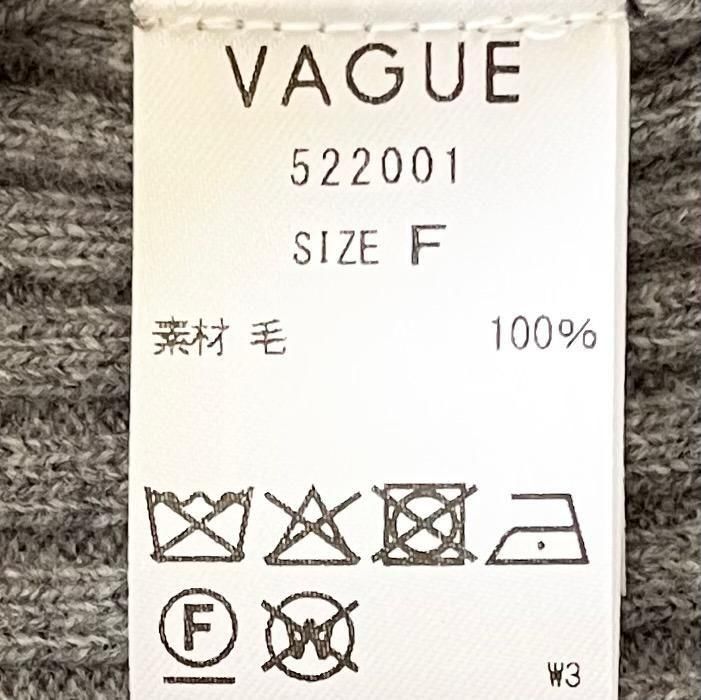 VAGUE
522001
SIZE F
素材 毛 100%
F W
W3